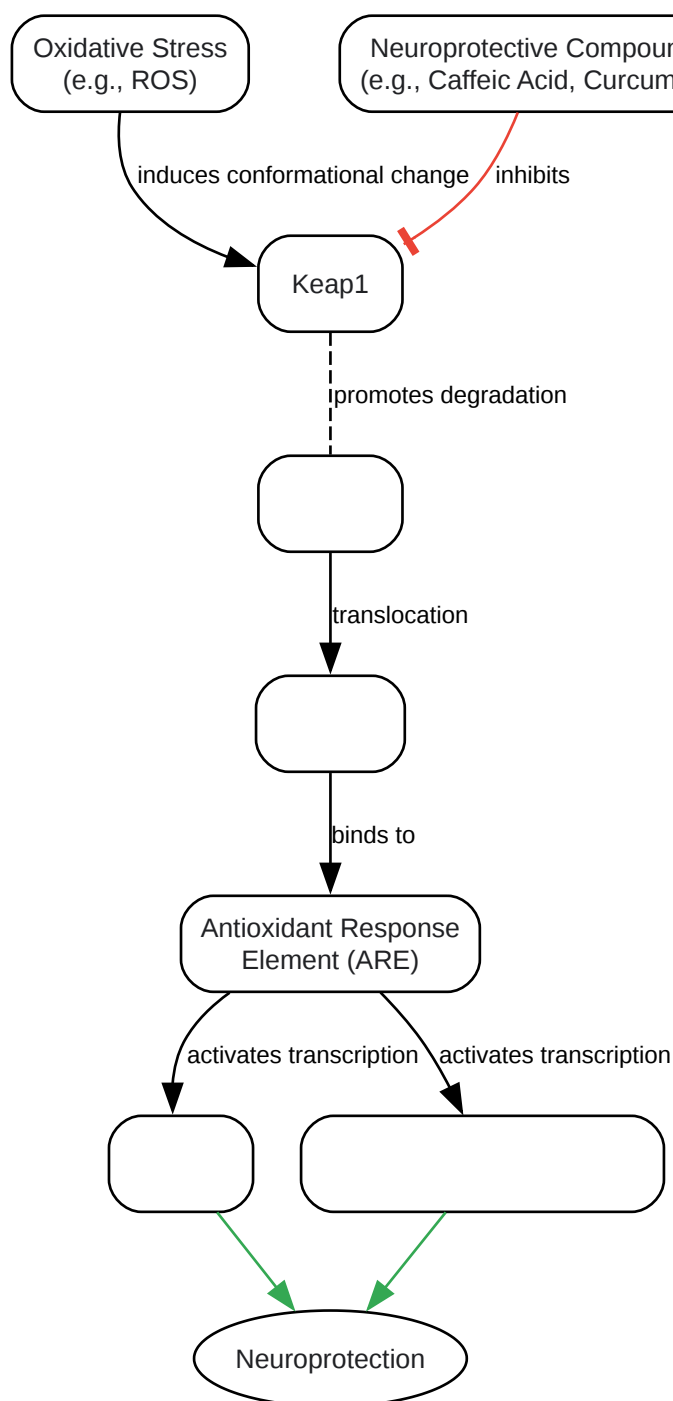 Oxidative Stress
(e.g., ROS)
Neuroprotective Compoun
(e.g., Caffeic Acid, Curcum
induces conformational change
inhibits
Keap1
promotes degradation
translocation
binds to
Antioxidant Response
Element (ARE)
activates transcription
activates transcription
Neuroprotection